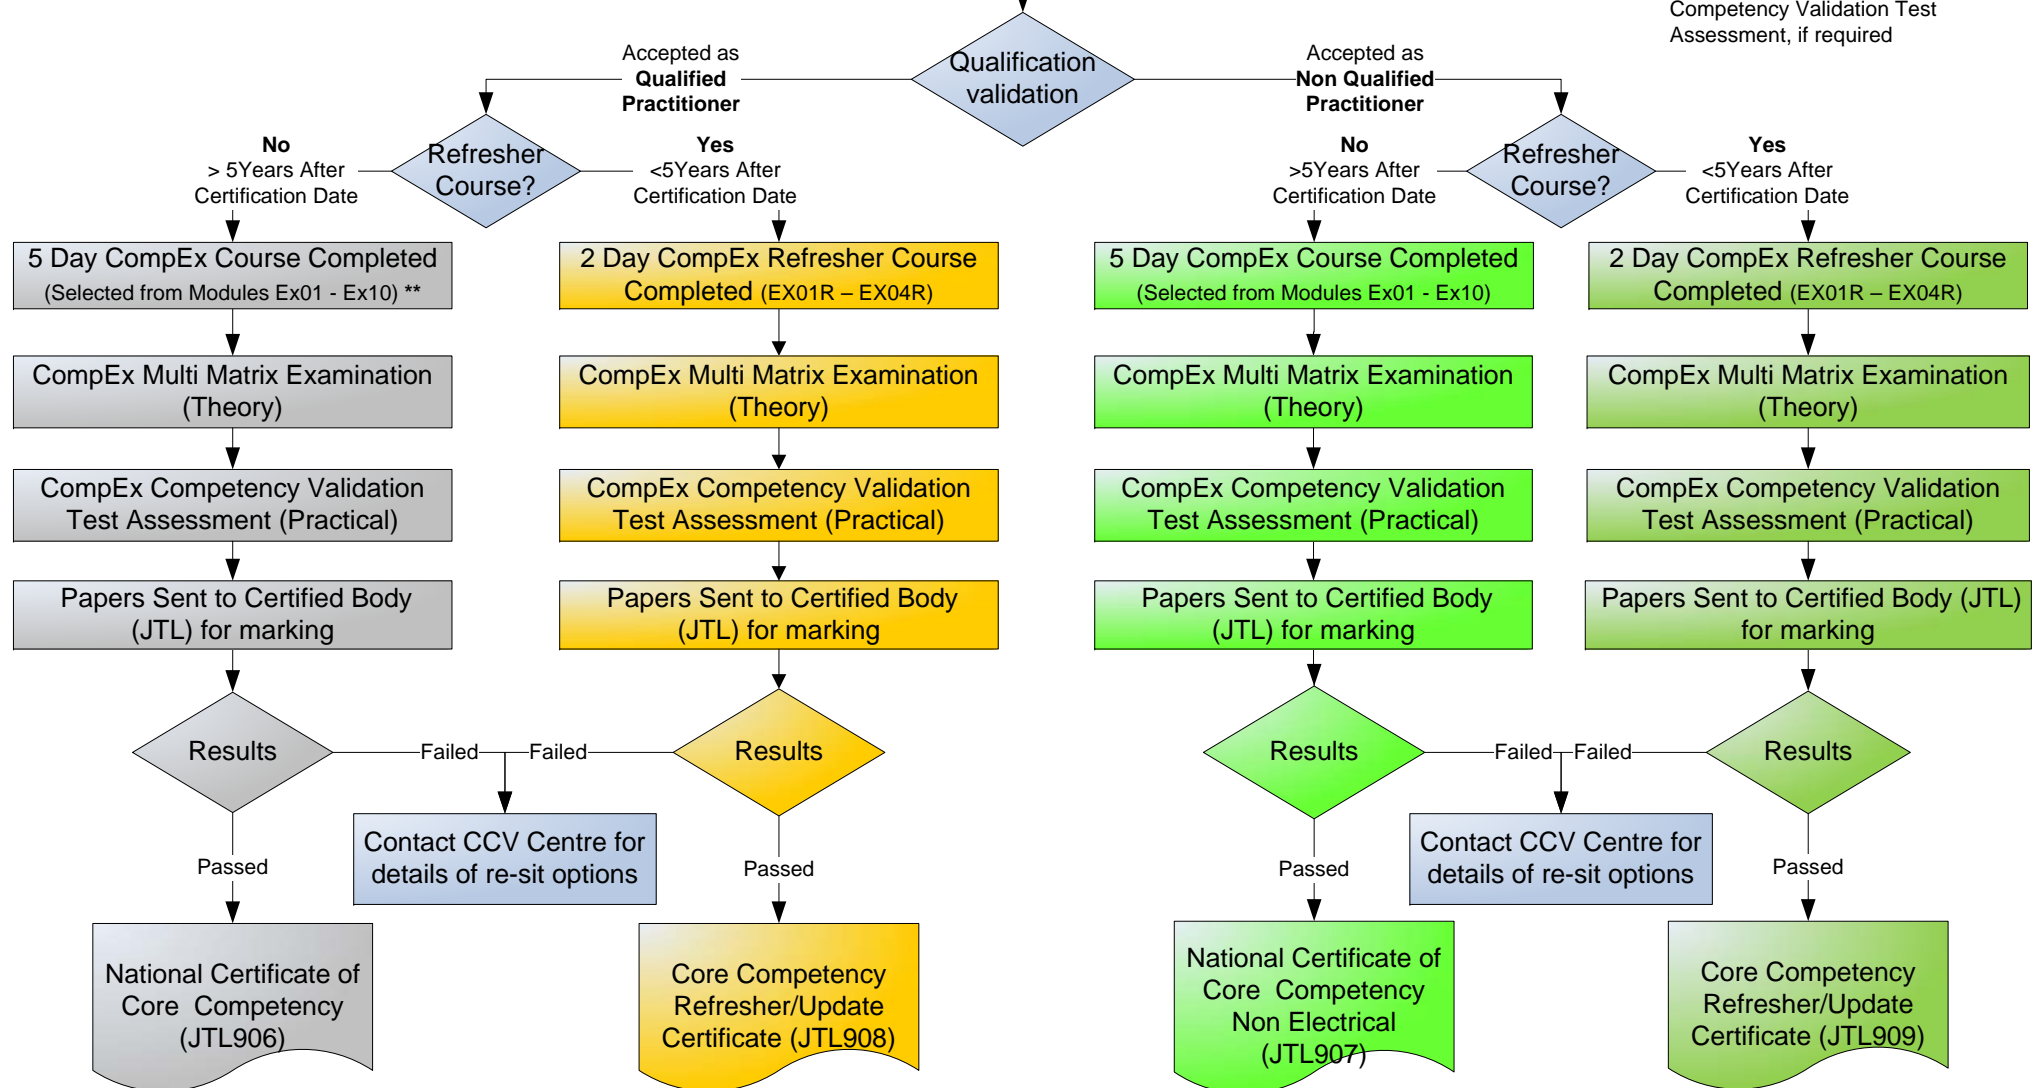 Competency Validation Test
Assessment, if required
Qualification
validation
Accepted as
Qualified
Practitioner
Accepted as
Non Qualified
Practitioner
No
> 5Years After
Certification Date
Refresher
Course?
Yes
<5Years After
Certification Date
No
>5Years After
Certification Date
Refresher
Course?
Yes
<5Years After
Certification Date
5 Day CompEx Course Completed
(Selected from Modules Ex01 - Ex10) **
2 Day CompEx Refresher Course
Completed (EX01R – EX04R)
5 Day CompEx Course Completed
(Selected from Modules Ex01 - Ex10)
2 Day CompEx Refresher Course
Completed (EX01R – EX04R)
CompEx Multi Matrix Examination
(Theory)
CompEx Multi Matrix Examination
(Theory)
CompEx Multi Matrix Examination
(Theory)
CompEx Multi Matrix Examination
(Theory)
CompEx Competency Validation
Test Assessment (Practical)
CompEx Competency Validation
Test Assessment (Practical)
CompEx Competency Validation
Test Assessment (Practical)
CompEx Competency Validation
Test Assessment (Practical)
Papers Sent to Certified Body
(JTL) for marking
Papers Sent to Certified Body
(JTL) for marking
Papers Sent to Certified Body
(JTL) for marking
Papers Sent to Certified Body (JTL)
for marking
Results
Failed
Failed
Results
Results
Failed
Failed
Results
Passed
Contact CCV Centre for
details of re-sit options
Passed
Passed
Contact CCV Centre for
details of re-sit options
Passed
National Certificate of
Core Competency
(JTL906)
Core Competency
Refresher/Update
Certificate (JTL908)
National Certificate of
Core Competency
Non Electrical
(JTL907)
Core Competency
Refresher/Update
Certificate (JTL909)